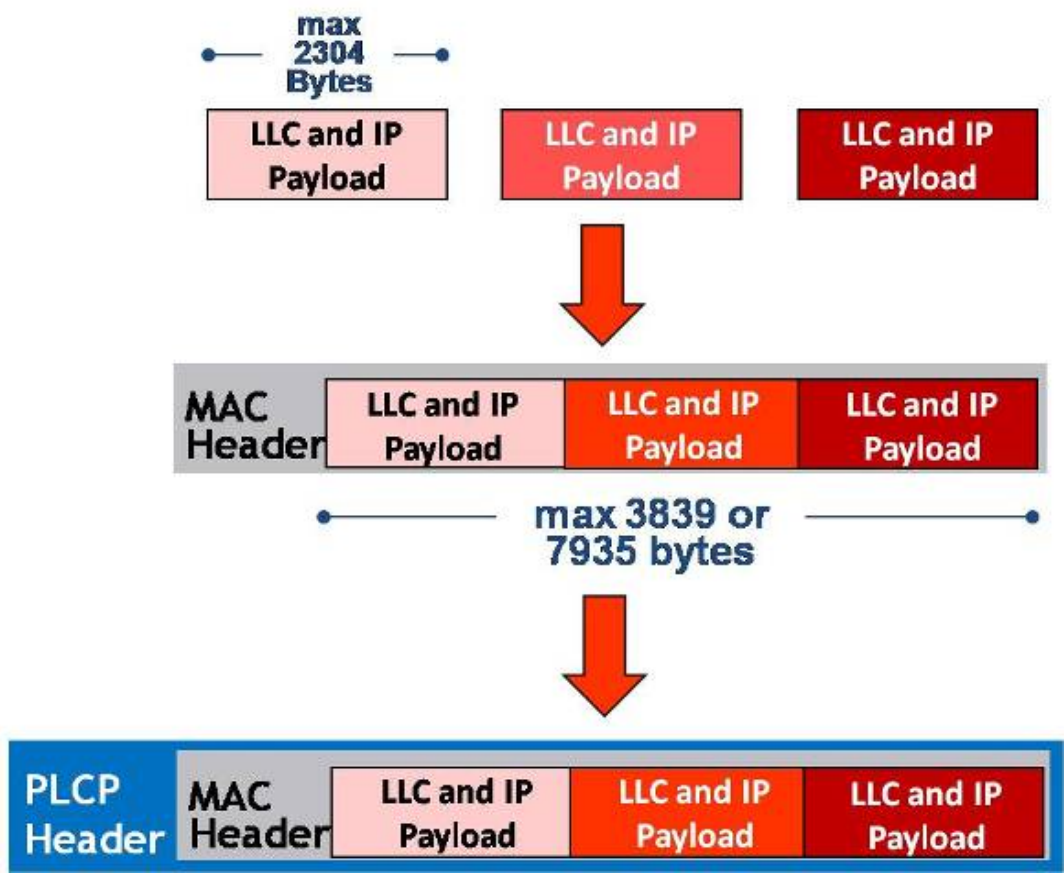 max
2304
Bytes
LLC and IP
Payload
LLC and IP
Payload
LLC and IP
Payload
MAC
Header
LLC and IP
Payload
LLC and IP
Payload
LLC and IP
Payload
max 3839 or
7935 bytes
PLCP
Header
MAC
Header
LLC and IP
Payload
LLC and IP
Payload
LLC and IP
Payload